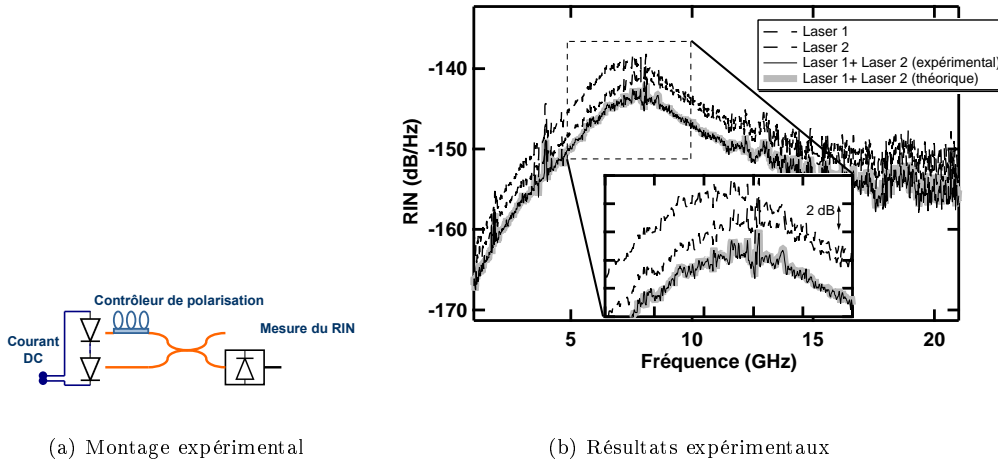 Contrôleur de polarisation
Mesure du RIN
Courant
DC
(a) Montage expérimental
RIN (dB/Hz)
-140
-150
-160
-170
Laser 1
Laser 2
Laser 1+ Laser 2 (expérimental)
Laser 1+ Laser 2 (théorique)
2 dB
5
10
15
20
Fréquence (GHz)
(b) Résultats expérimentaux